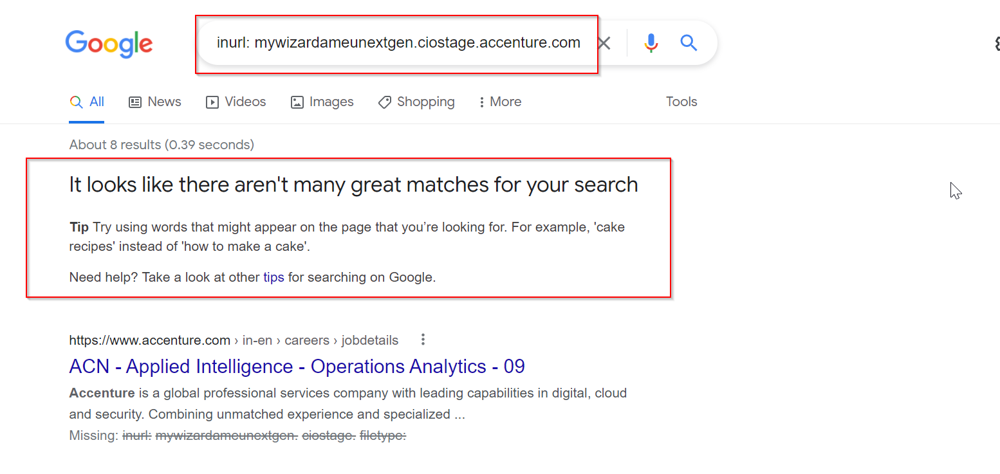 Google
inurl: mywizardameunextgen.ciostage.accenture.com
All News Videos Images Shopping More Tools
About 8 results (0.39 seconds)
It looks like there aren't many great matches for your search
Tip Try using words that might appear on the page that you’re looking for. For example, 'cake
recipes' instead of 'how to make a cake'.
Need help? Take a look at other tips for searching on Google.
https://www.accenture.com › in-en › careers › jobdetails
ACN - Applied Intelligence - Operations Analytics - 09
Accenture is a global professional services company with leading capabilities in digital, cloud
and security. Combining unmatched experience and specialized ...
Missing: inurl: mywizardameunextgen. ciostage. filetype: